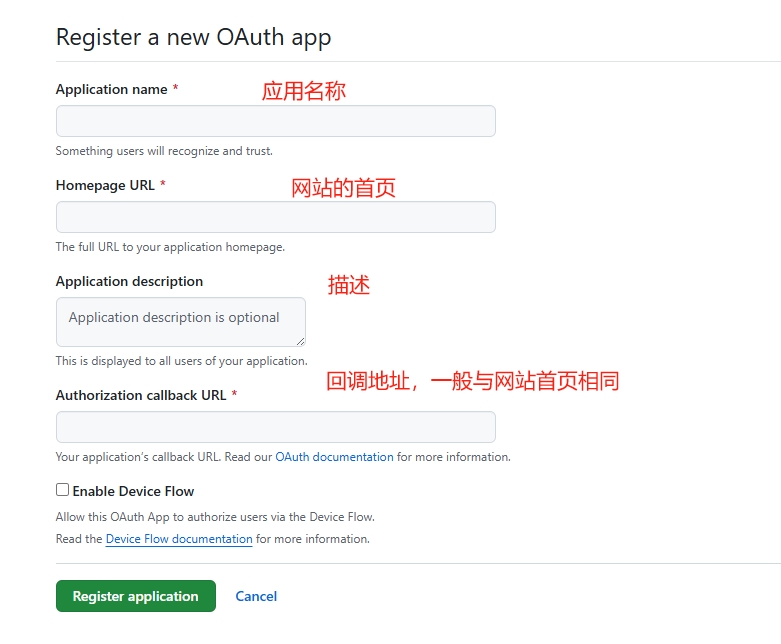 Register a new OAuth app
Application name * 应用名称
Something users will recognize and trust.
Homepage URL * 网站的首页
The full URL to your application homepage.
Application description 描述
Application description is optional
This is displayed to all users of your application.
回调地址，一般与网站首页相同
Authorization callback URL *
Your application's callback URL. Read our OAuth documentation for more information.
Enable Device Flow
Allow this OAuth App to authorize users via the Device Flow.
Read the Device Flow documentation for more information.
Register application Cancel